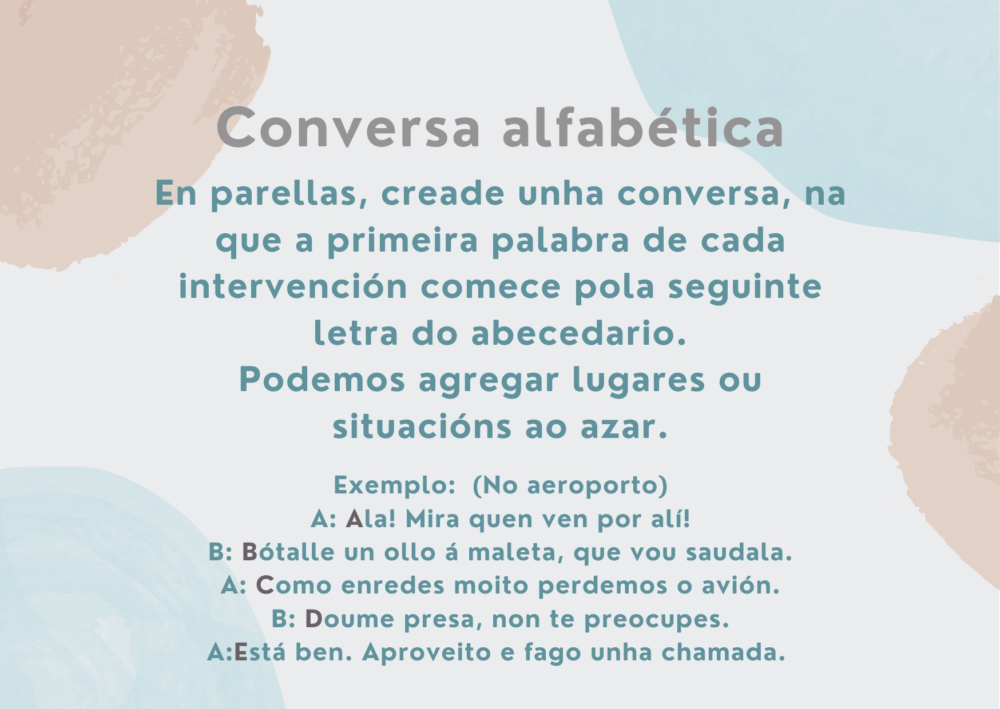 Conversa alfabética
En parellas, creade unha conversa, na
que a primeira palabra de cada
intervención comece pola seguinte
letra do abecedario.
Podemos agregar lugares ou
situacións ao azar.
Exemplo:  (No aeroporto)
A: Ala! Mira quen ven por alí!
B: Bótalle un ollo á maleta, que vou saudala.
A: Como enredes moito perdemos o avión.
B: Doume presa, non te preocupes.
A:Está ben. Aproveito e fago unha chamada.